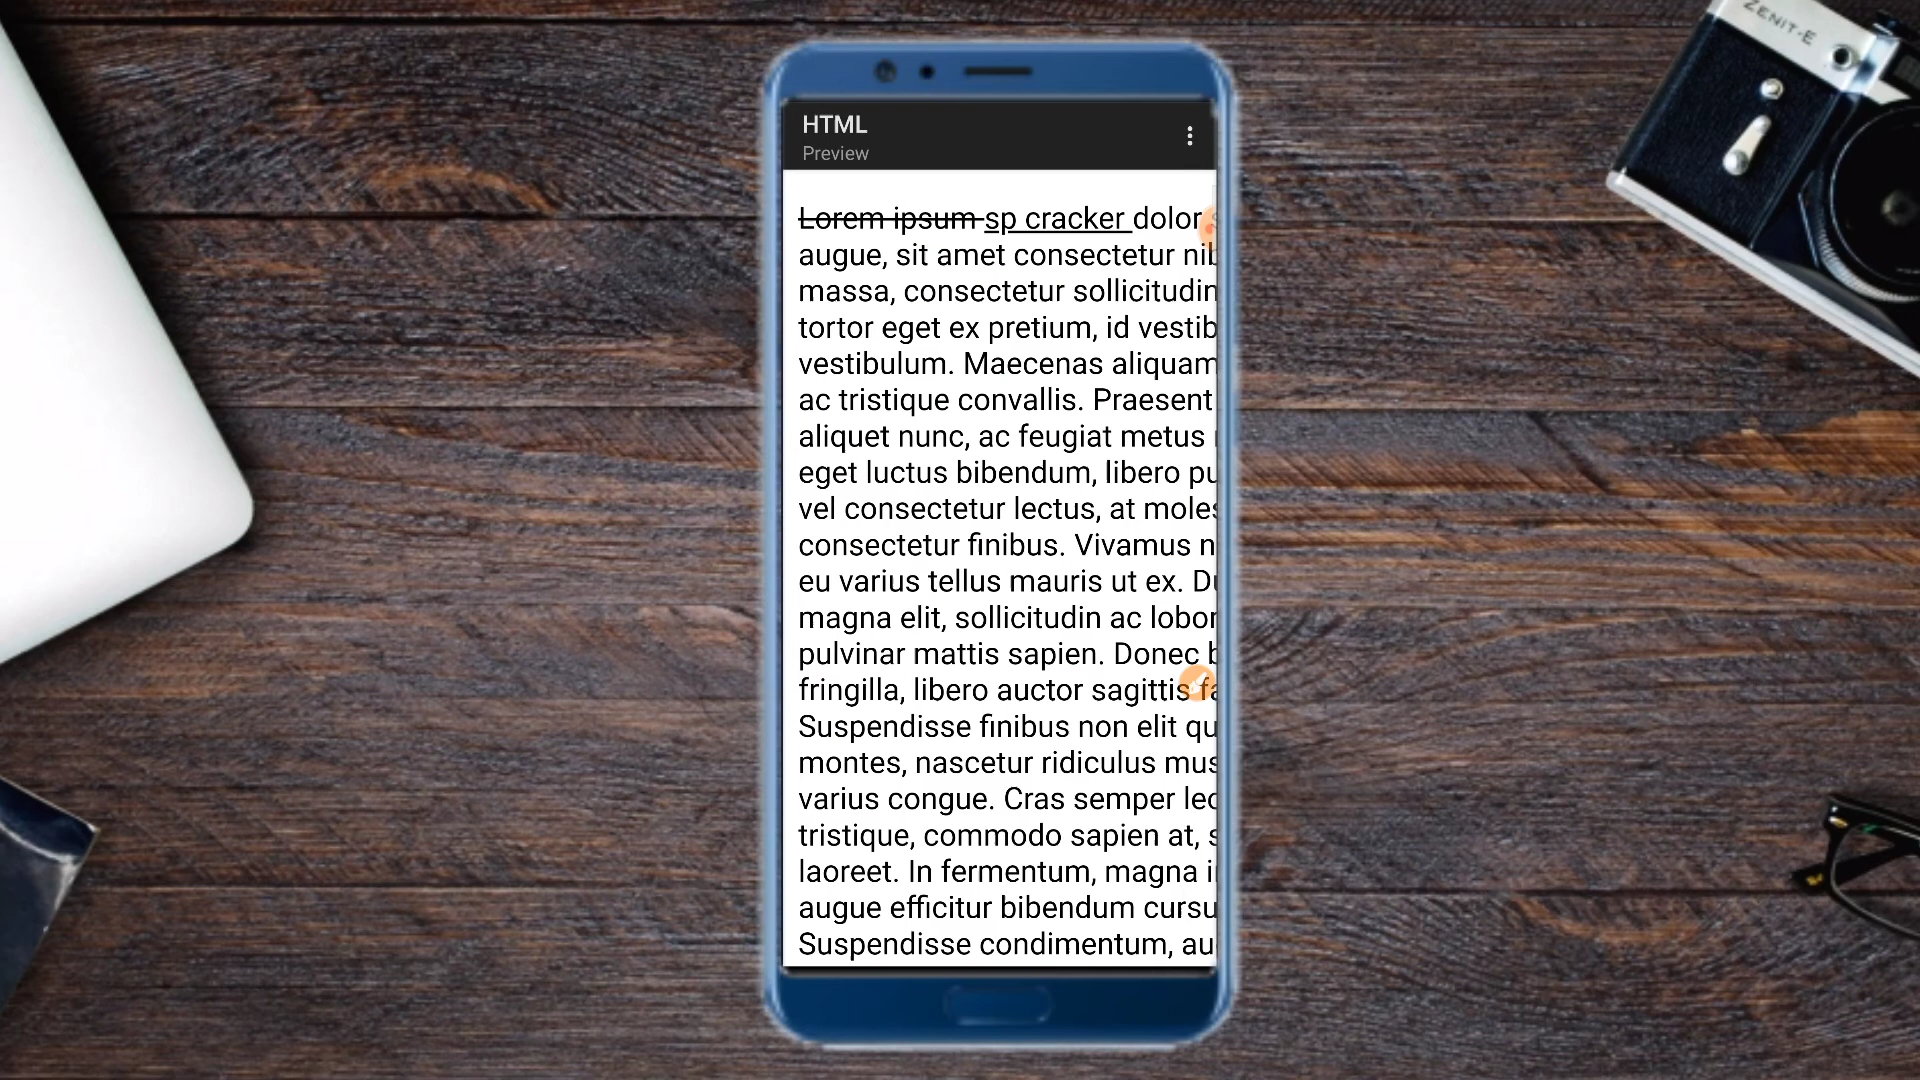 ZENIT-E
HTML
Preview
Lorem ipsum sp cracker dolor
augue, sit amet consectetur
massa, consectetur sollicitudin
tortor eget ex pretium, id
vestibulum. Maecenas aliquam
ac tristique convallis. Praesent
aliquet nunc, ac feugiat metus
eget luctus bibendum, libero
vel consectetur lectus, at
consectetur finibus. Vivamus
eu varius tellus mauris ut ex.
magna elit, sollicitudin ac
pulvinar mattis sapien. Donec
fringilla, libero auctor sagittis
Suspendisse finibus non elit
montes, nascetur ridiculus mus
varius congue. Cras semper
tristique, commodo sapien at,
laoreet. In fermentum, magna
augue efficitur bibendum
Suspendisse condimentum,